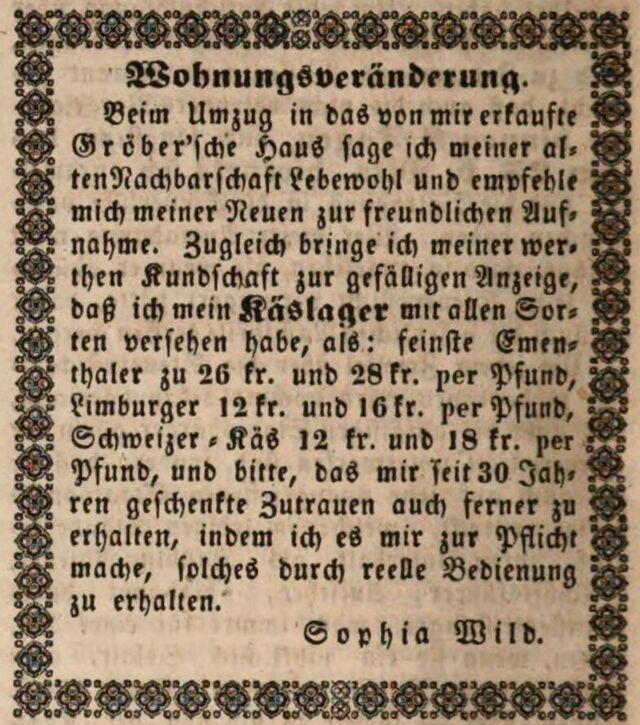 Wohnungsveränderung.
Beim Umzug in das von mir erkaufte
Gröber'sche Haus sage ich meiner al-
ten Nachbarschaft Lebewohl und empfehle
mich meiner Neuen zur freundlichen Auf-
nahme. Zugleich bringe ich meiner wer-
then Kundschaft zur gefälligen Anzeige,
daß ich mein Käslager mit allen Sor-
ten versehen habe, als: feinste Emen-
thaler zu 26 kr. und 28 kr. per Pfund,
Limburger 12 kr. und 16 kr. per Pfund,
Schweizer-Käs 12 kr. und 18 kr. per
Pfund, und bitte, das mir seit 30 Jah-
ren geschenkte Zutrauen auch ferner zu
erhalten, indem ich es mir zur Pflicht
mache, solches durch reelle Bedienung
zu erhalten.
Sophia Wild.